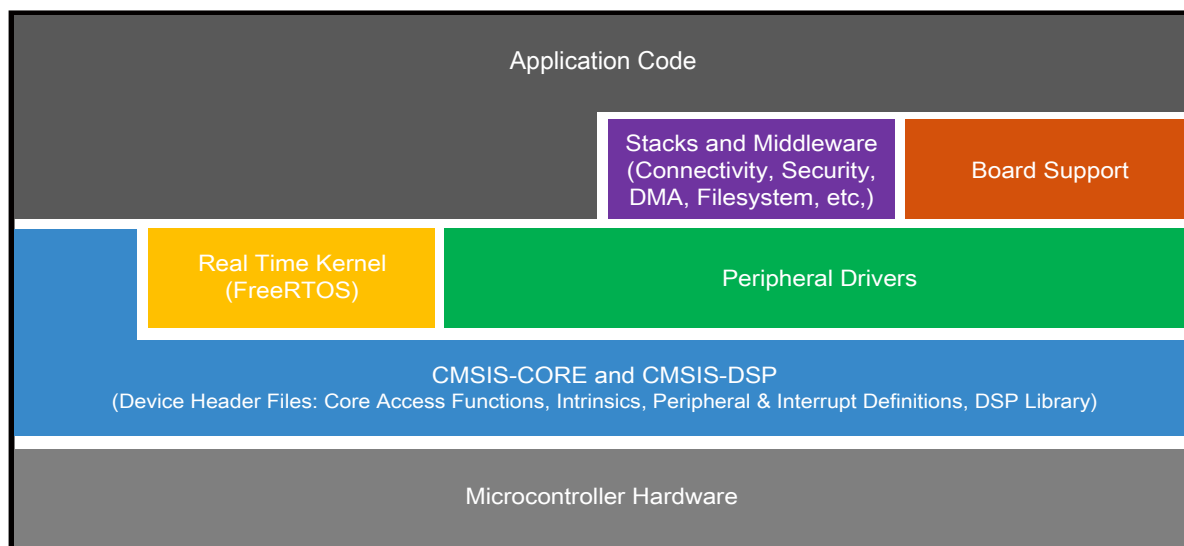 Application Code
Stacks and Middleware
(Connectivity, Security,
DMA, Filesystem, etc,)
Board Support
Real Time Kernel
(FreeRTOS)
Peripheral Drivers
CMSIS-CORE and CMSIS-DSP
(Device Header Files: Core Access Functions, Intrinsics, Peripheral & Interrupt Definitions, DSP Library)
Microcontroller Hardware